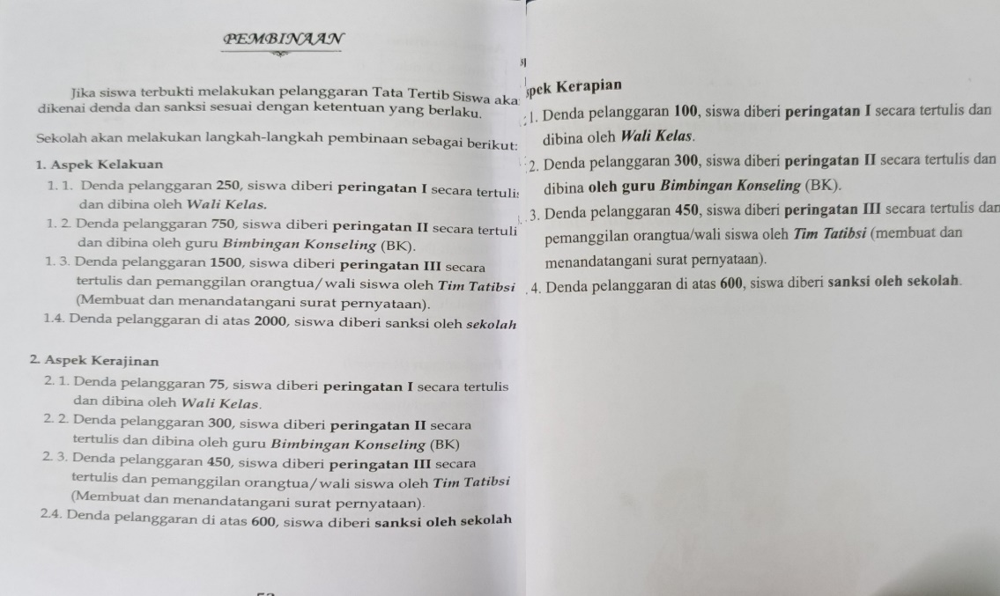 PEMBINAAN
Jika siswa terbukti melakukan pelanggaran Tata Tertib Siswa aka
dikenai denda dan sanksi sesuai dengan ketentuan yang berlaku.
Sekolah akan melakukan langkah-langkah pembinaan sebagai berikut:
1. Aspek Kelakuan
1. 1. Denda pelanggaran 250, siswa diberi peringatan I secara tertulis
dan dibina oleh Wali Kelas.
1. 2. Denda pelanggaran 750, siswa diberi peringatan II secara tertuli
dan dibina oleh guru Bimbingan Konseling (BK).
1. 3. Denda pelanggaran 1500, siswa diberi peringatan III secara
tertulis dan pemanggilan orangtua/wali siswa oleh Tim Tatibsi
(Membuat dan menandatangani surat pernyataan).
1.4. Denda pelanggaran di atas 2000, siswa diberi sanksi oleh sekolah
2. Aspek Kerajinan
2. 1. Denda pelanggaran 75, siswa diberi peringatan I secara tertulis
dan dibina oleh Wali Kelas.
2. 2. Denda pelanggaran 300, siswa diberi peringatan II secara
tertulis dan dibina oleh guru Bimbingan Konseling (BK)
2. 3. Denda pelanggaran 450, siswa diberi peringatan III secara
tertulis dan pemanggilan orangtua/wali siswa oleh Tim Tatibsi
(Membuat dan menandatangani surat pernyataan).
2.4. Denda pelanggaran di atas 600, siswa diberi sanksi oleh sekolah
spek Kerapian
1. Denda pelanggaran 100, siswa diberi peringatan I secara tertulis dan
dibina oleh Wali Kelas.
2. Denda pelanggaran 300, siswa diberi peringatan II secara tertulis dan
dibina oleh guru Bimbingan Konseling (BK).
3. Denda pelanggaran 450, siswa diberi peringatan III secara tertulis dan
pemanggilan orangtua/wali siswa oleh Tim Tatibsi (membuat dan
menandatangani surat pernyataan).
4. Denda pelanggaran di atas 600, siswa diberi sanksi oleh sekolah.